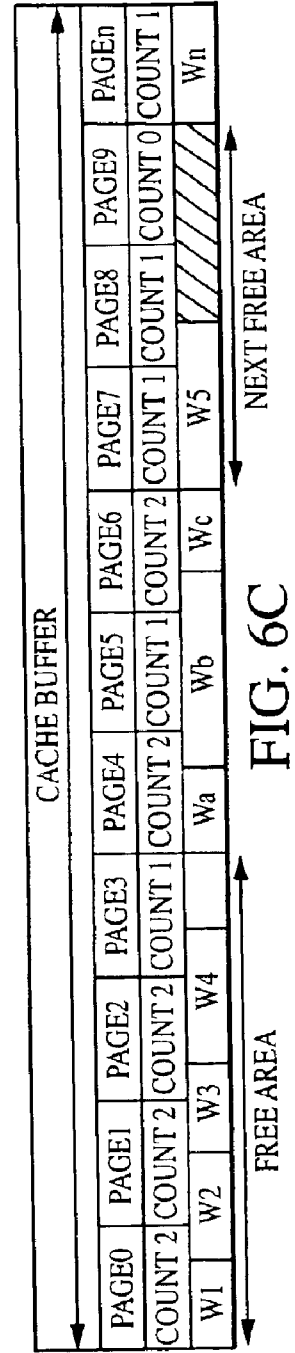 CACHE BUFFER
PAGE0 PAGE1 PAGE2 PAGE3 PAGE4 PAGE5 PAGE6 PAGE7 PAGE8 PAGE9 PAGEn
COUNT 2 COUNT 2 COUNT 2 COUNT 1 COUNT 2 COUNT 1 COUNT 2 COUNT 1 COUNT 1 COUNT 0 COUNT 1
W1 W2 W3 W4 Wa Wb Wc W5 Wn
FREE AREA NEXT FREE AREA
FIG. 6C